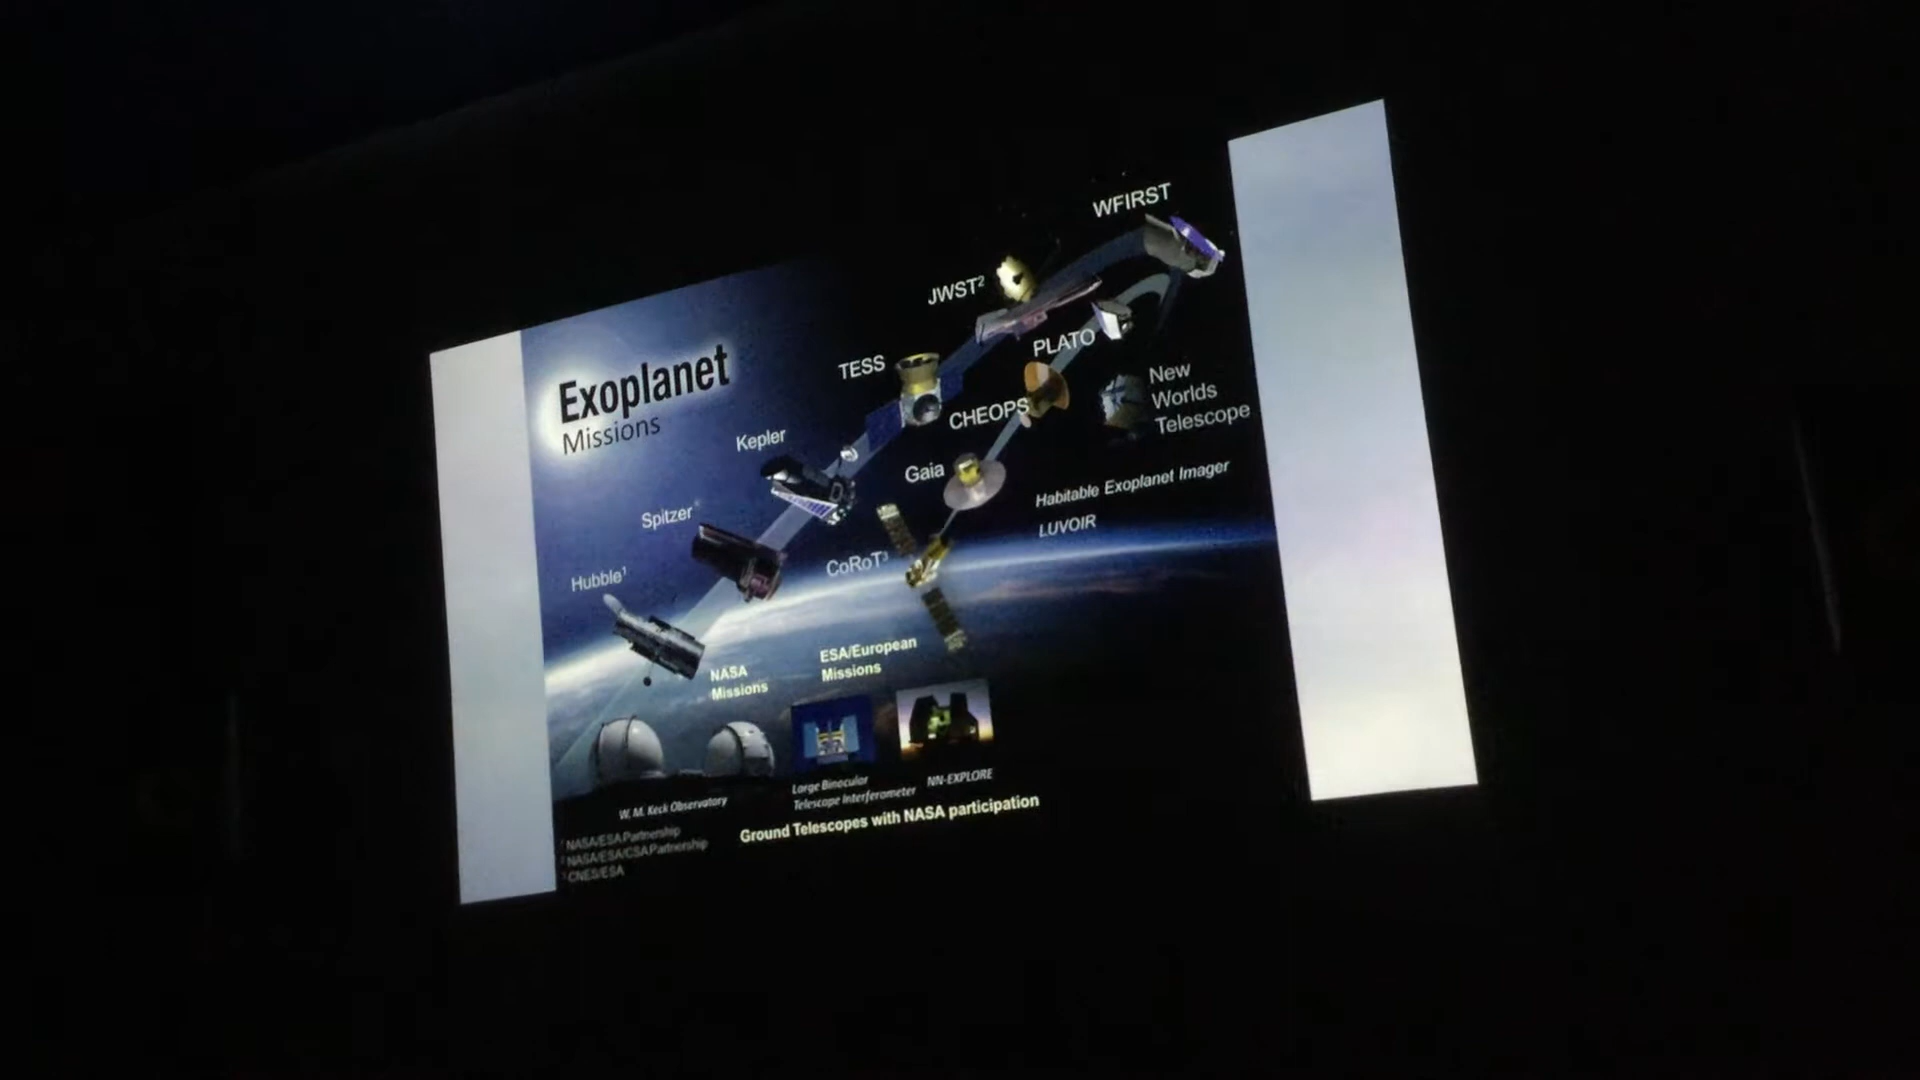 Exoplanet
Missions
WFIRST
JWST²
PLATO
TESS
New
Worlds
Telescope
CHEOPS
Kepler
Gaia
Habitable Exoplanet Imager
LUVOIR
Spitzer
CoRoT³
Hubble¹
NASA
Missions
ESA/European
Missions
W. M. Keck Observatory
Large Binocular
Telescope Interferometer
NN-EXPLORE
Ground Telescopes with NASA participation
¹ NASA/ESA Partnership
² NASA/ESA/CSA Partnership
³ CNES/ESA